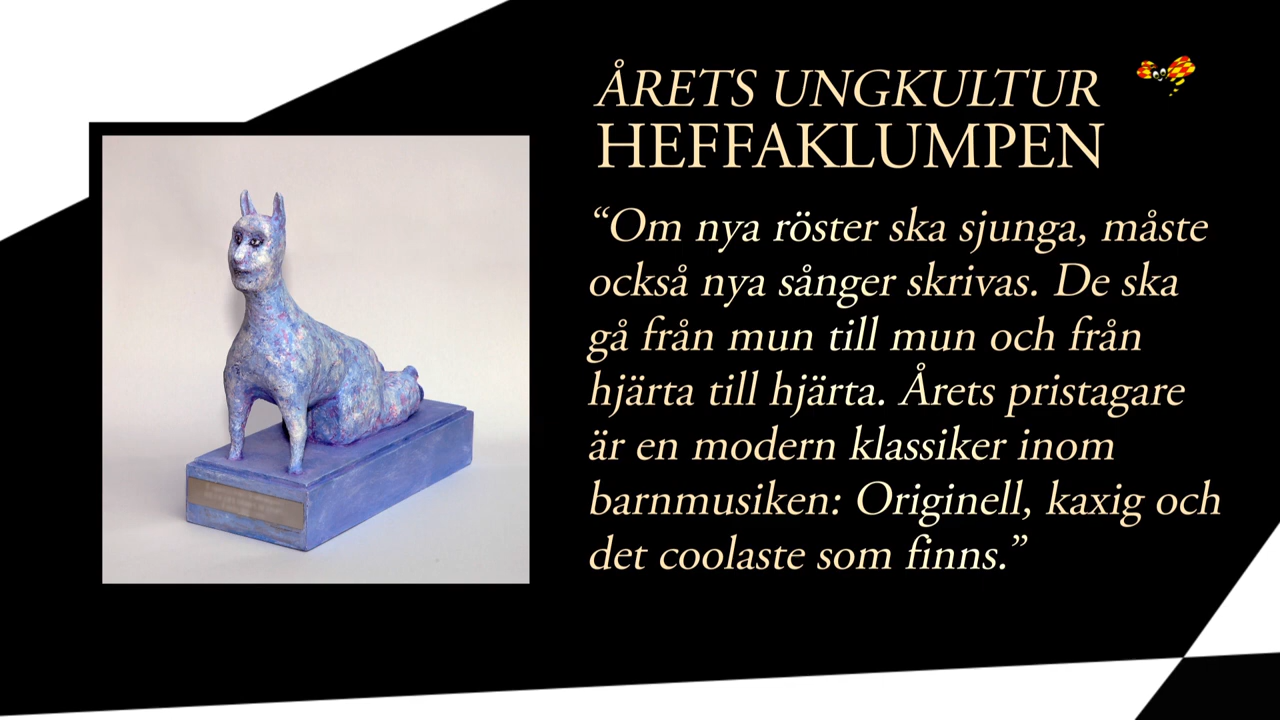 ÅRETS UNGKULTUR
HEFFAKLUMPEN
“Om nya röster ska sjunga, måste
också nya sånger skrivas. De ska
gå från mun till mun och från
hjärta till hjärta. Årets pristagare
är en modern klassiker inom
barnmusiken: Originell, kaxig och
det coolaste som finns.”